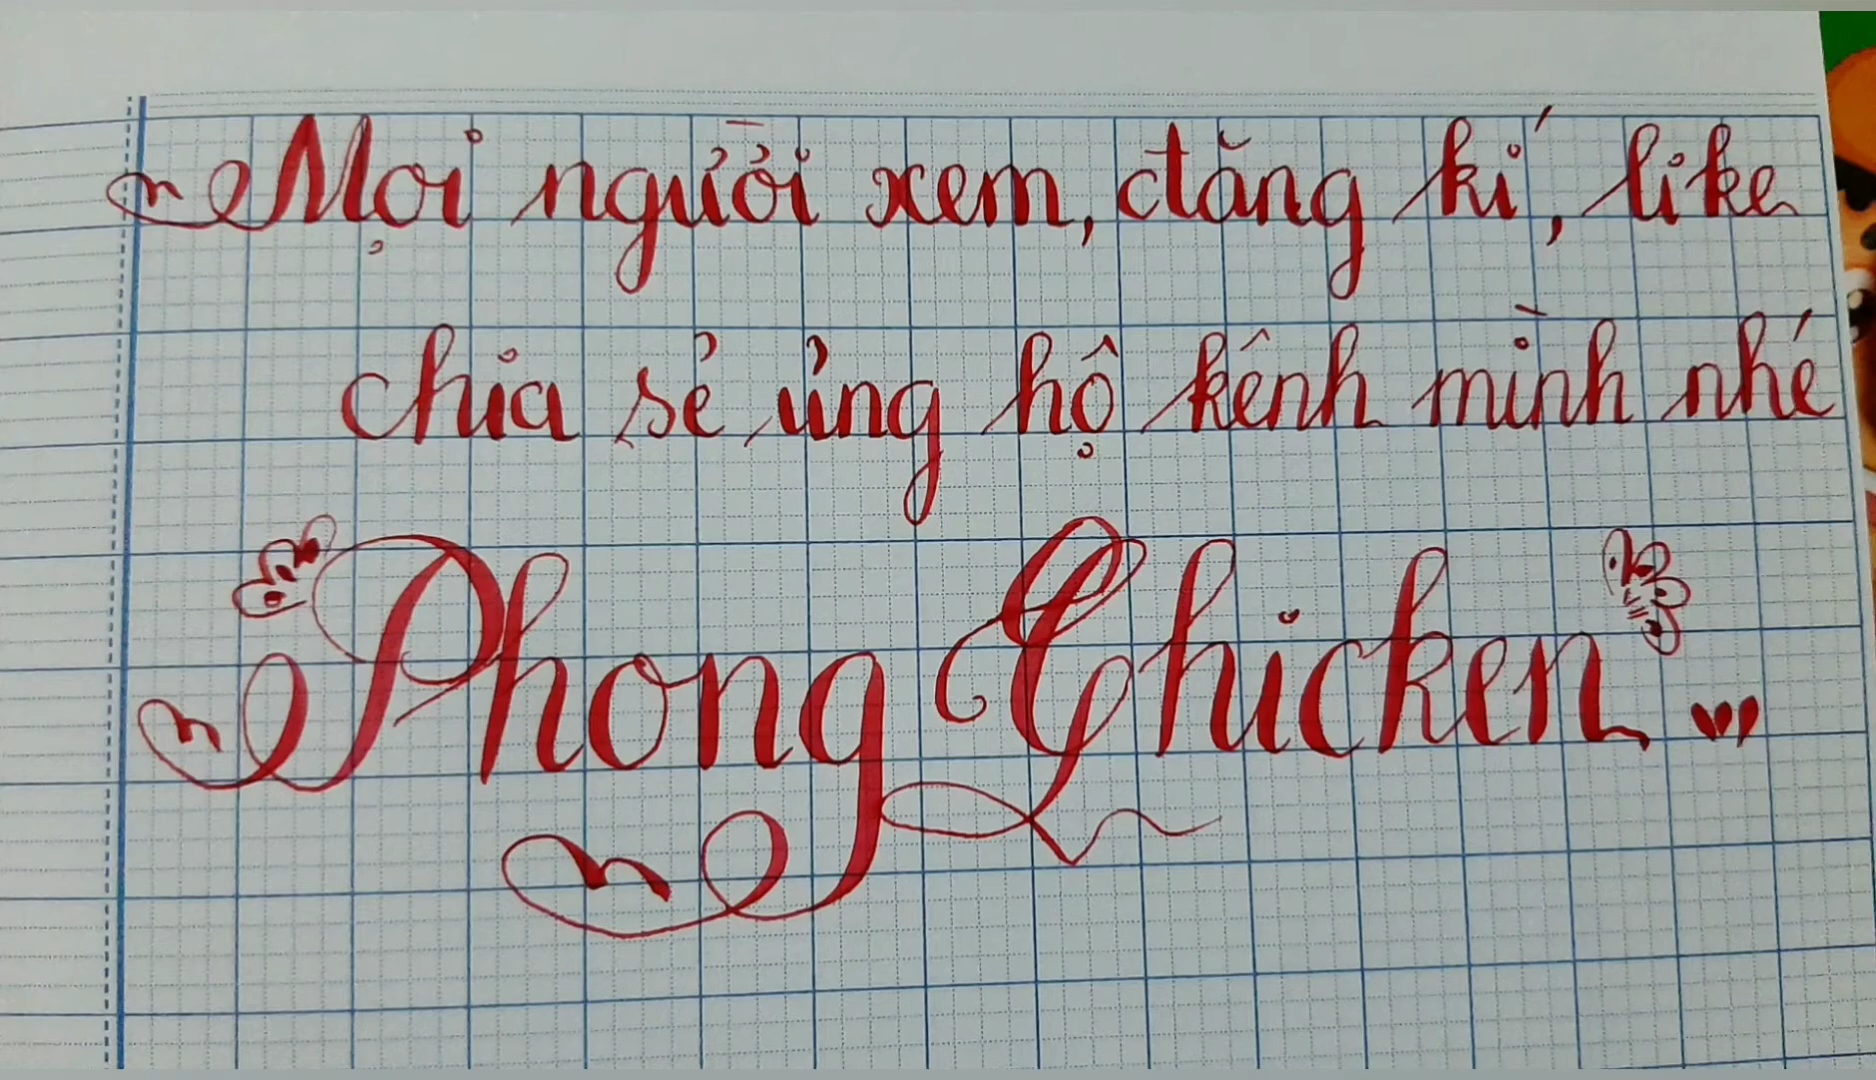 Mọi người xem, đăng kí, like
chia sẻ ủng hộ kênh mình nhé
Phong Chicken